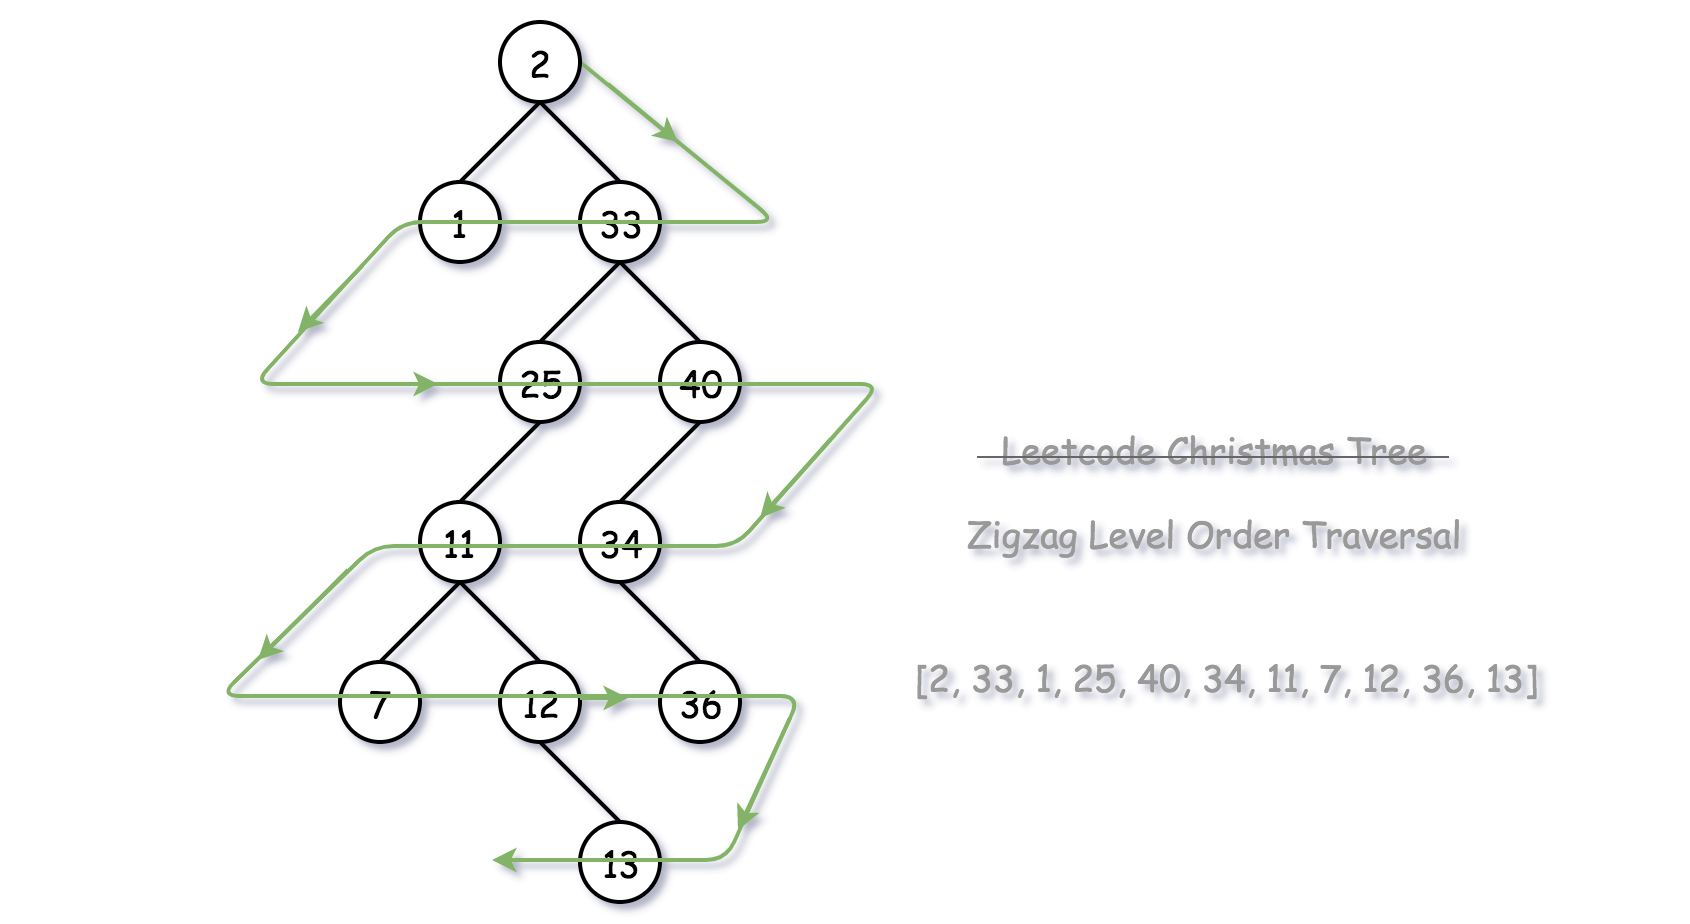 2
1 33
25 40
11 34
7 12 36
13
Leetcode Christmas Tree
Zigzag Level Order Traversal
[2, 33, 1, 25, 40, 34, 11, 7, 12, 36, 13]